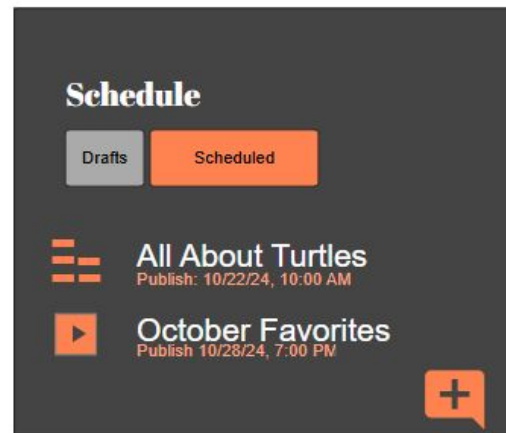 Schedule
Drafts Scheduled
All About Turtles
Publish: 10/22/24, 10:00 AM
October Favorites
Publish 10/28/24, 7:00 PM